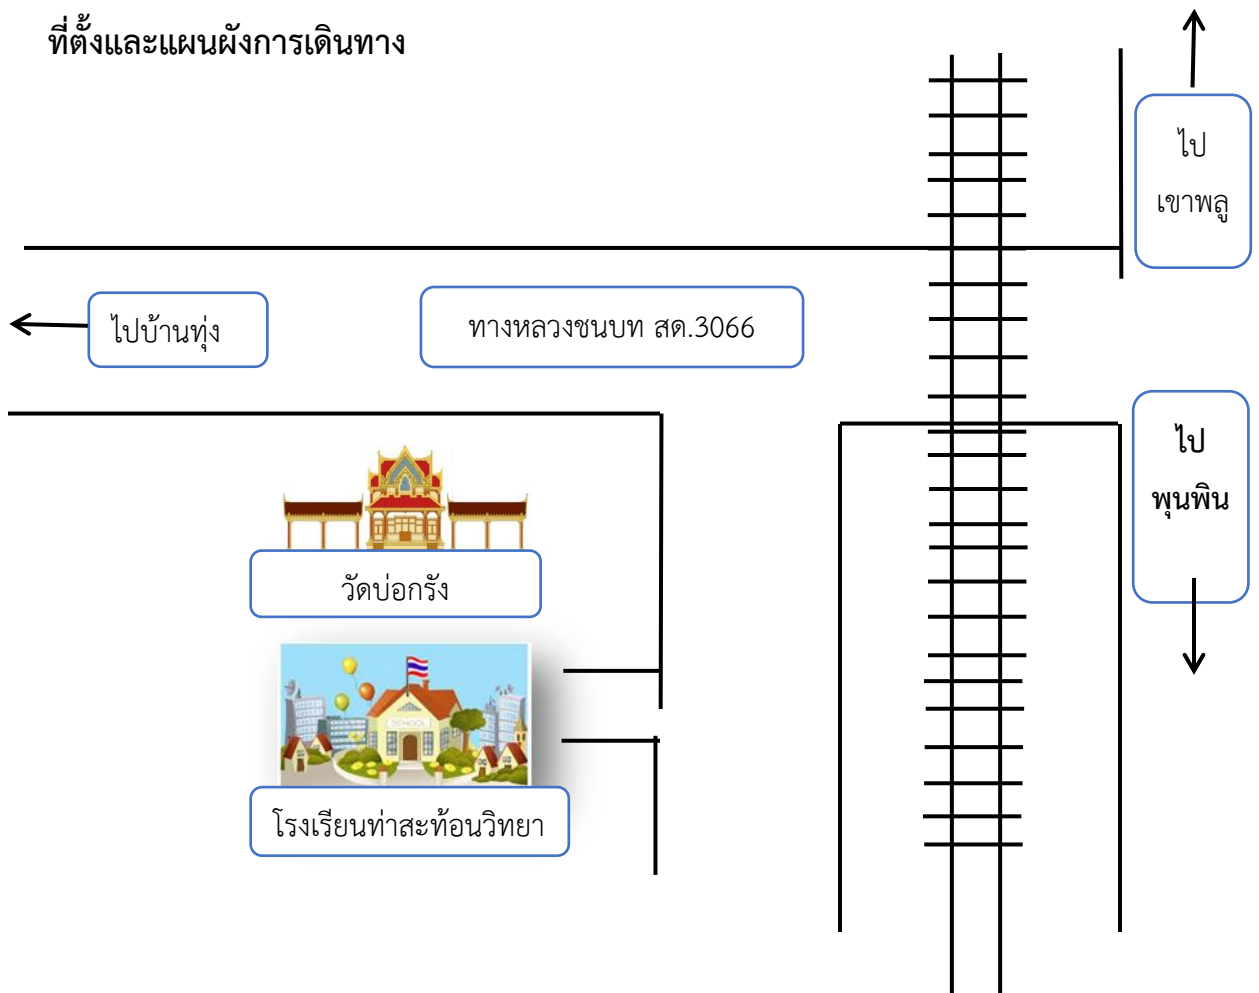 ที่ตั้งและแผนผังการเดินทาง
ไป
เขาพลู
ไปบ้านทุ่ง
ทางหลวงชนบท สด.3066
ไป
พุนพิน
วัดบ่อกรัง
SCHOOL
โรงเรียนท่าสะท้อนวิทยา